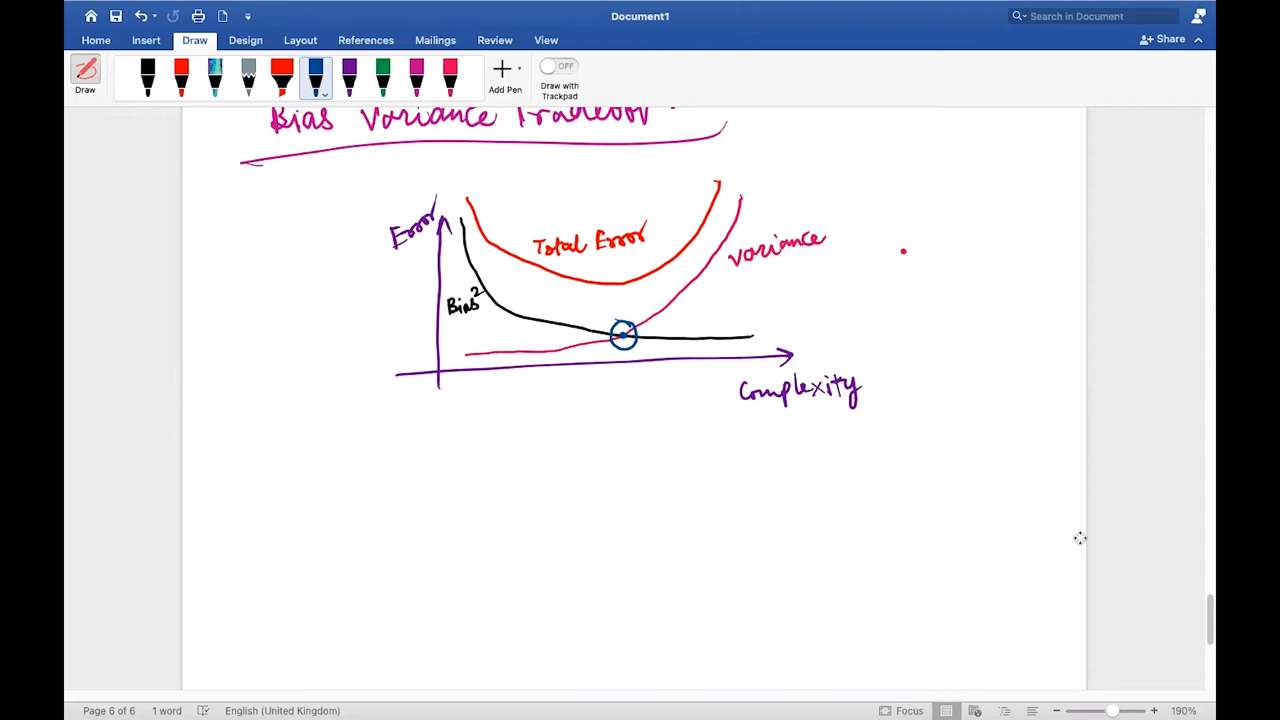 Document1
Search in Document
Home Insert Draw Design Layout References Mailings Review View
Share
OFF
Draw
Add Pen
Draw with
Trackpad
Bias Variance Tradeoff
Error
Total Error
Variance
Bias²
Complexity
Page 6 of 6 1 word English (United Kingdom) Focus 190%